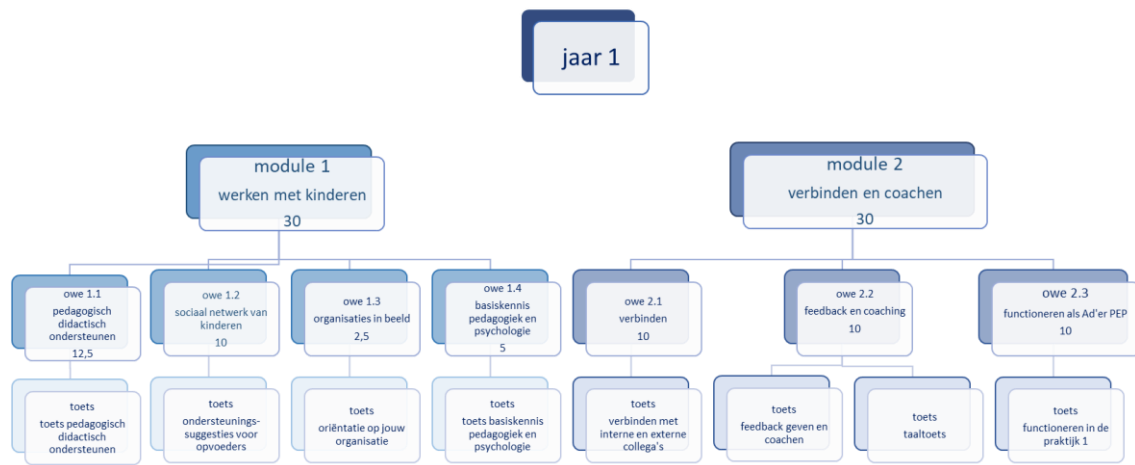 jaar 1
module 1
werken met kinderen
30
module 2
verbinden en coachen
30
owe 1.1
pedagogisch
didactisch
ondersteunen
12,5
owe 1.2
sociaal netwerk van
kinderen
10
owe 1.3
organisaties in beeld
2,5
owe 1.4
basiskennis
pedagogiek en
psychologie
5
owe 2.1
verbinden
10
owe 2.2
feedback en coaching
10
owe 2.3
functioneren als Ad'er PEP
10
toets
toets pedagogisch
didactisch
ondersteunen
toets
ondersteunings-
suggesties voor
opvoeders
toets
oriëntatie op jouw
organisatie
toets
toets basiskennis
pedagogiek en
psychologie
toets
verbinden met
interne en externe
collega's
toets
feedback geven en
coachen
toets
taaltoets
toets
functioneren in de
praktijk 1